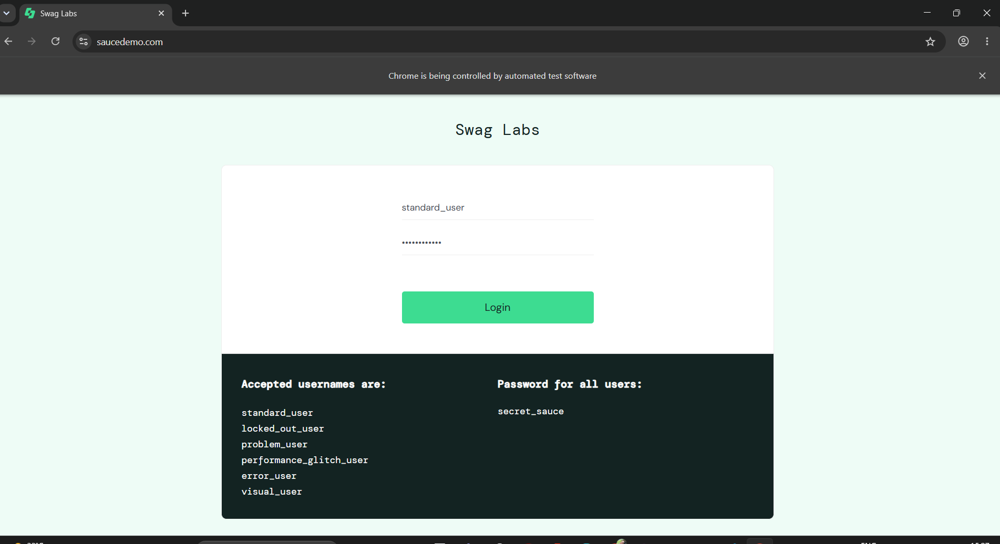 Swag Labs
saucedemo.com
Chrome is being controlled by automated test software
Swag Labs
standard_user
••••••••••••
Login
Accepted usernames are:
standard_user
locked_out_user
problem_user
performance_glitch_user
error_user
visual_user
Password for all users:
secret_sauce